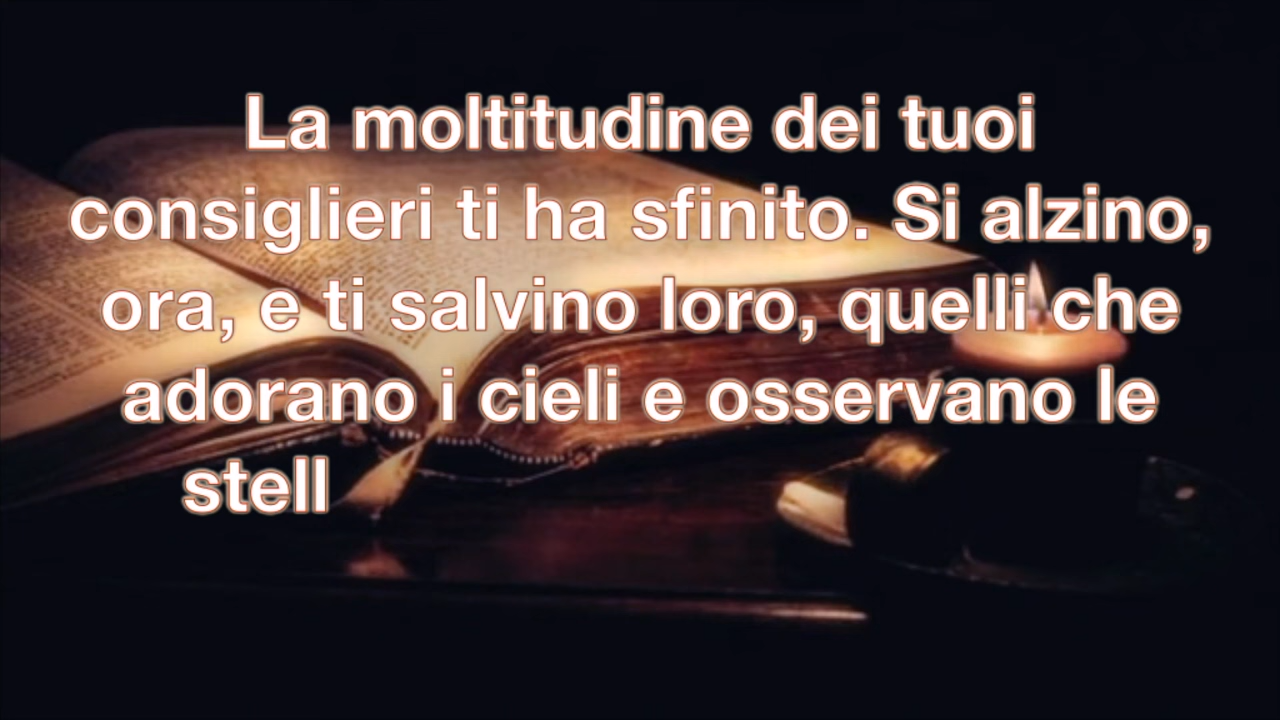 La moltitudine dei tuoi
consiglieri ti ha sfinito. Si alzino,
ora, e ti salvino loro, quelli che
adorano i cieli e osservano le
stell